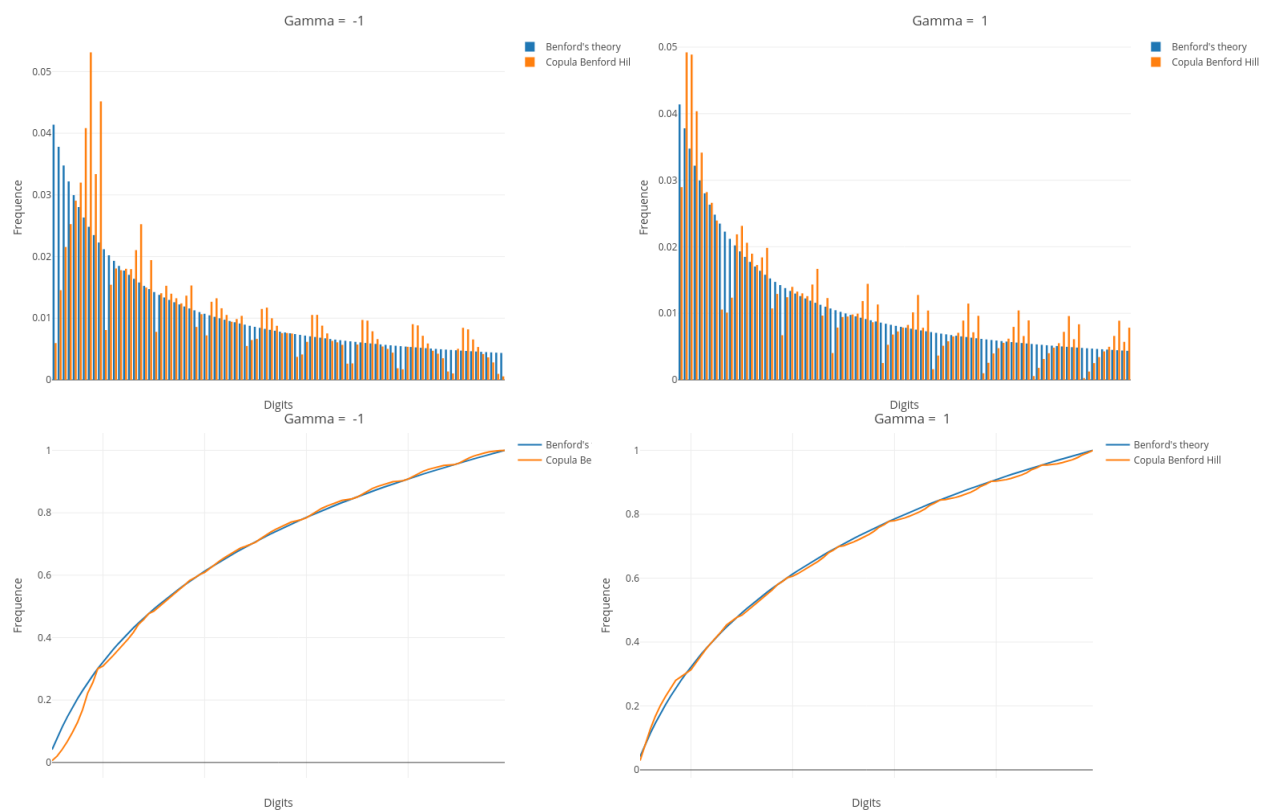 Gamma = -1
Benford's theory
Copula Benford Hil
0.05
0.04
0.03
0.02
0.01
0
Frequence
Digits
Gamma = 1
Benford's theory
Copula Benford Hill
0.05
0.04
0.03
0.02
0.01
0
Frequence
Digits
Gamma = -1
Benford's
Copula Be
1
0.8
0.6
0.4
0.2
0
Frequence
Digits
Gamma = 1
Benford's theory
Copula Benford Hill
1
0.8
0.6
0.4
0.2
0
Frequence
Digits